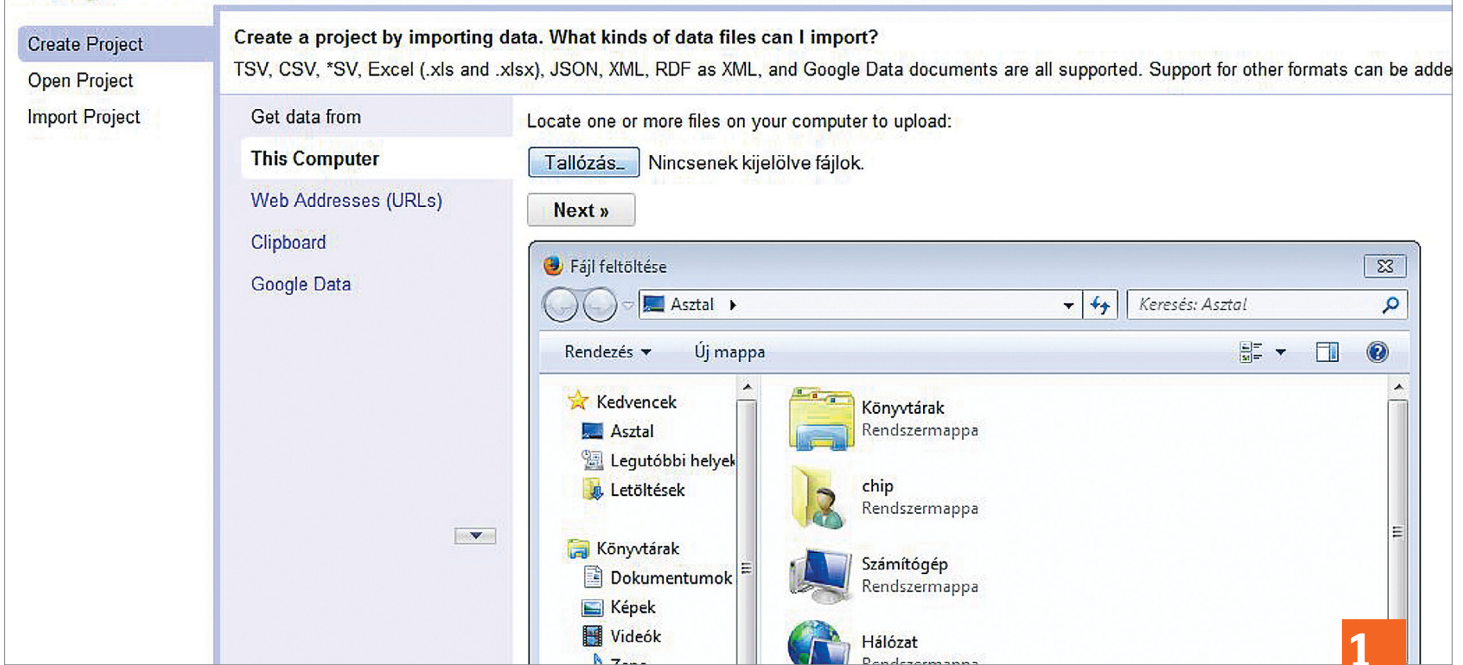 Create Project
Open Project
Import Project
Create a project by importing data. What kinds of data files can I import?
TSV, CSV, *SV, Excel (.xls and .xlsx), JSON, XML, RDF as XML, and Google Data documents are all supported. Support for other formats can be adde
Get data from
This Computer
Web Addresses (URLs)
Clipboard
Google Data
Locate one or more files on your computer to upload:
Tallózás... Nincsenek kijelölve fájlok.
Next »
Fájl feltöltése
Asztal
Keresés: Asztal
Rendezés
Új mappa
Kedvencek
Asztal
Legutóbbi helyek
Letöltések
Könyvtárak
Dokumentumok
Képek
Videók
Zene
Könyvtárak
Rendszermappa
chip
Rendszermappa
Számítógép
Rendszermappa
Hálózat
Rendszermappa
1